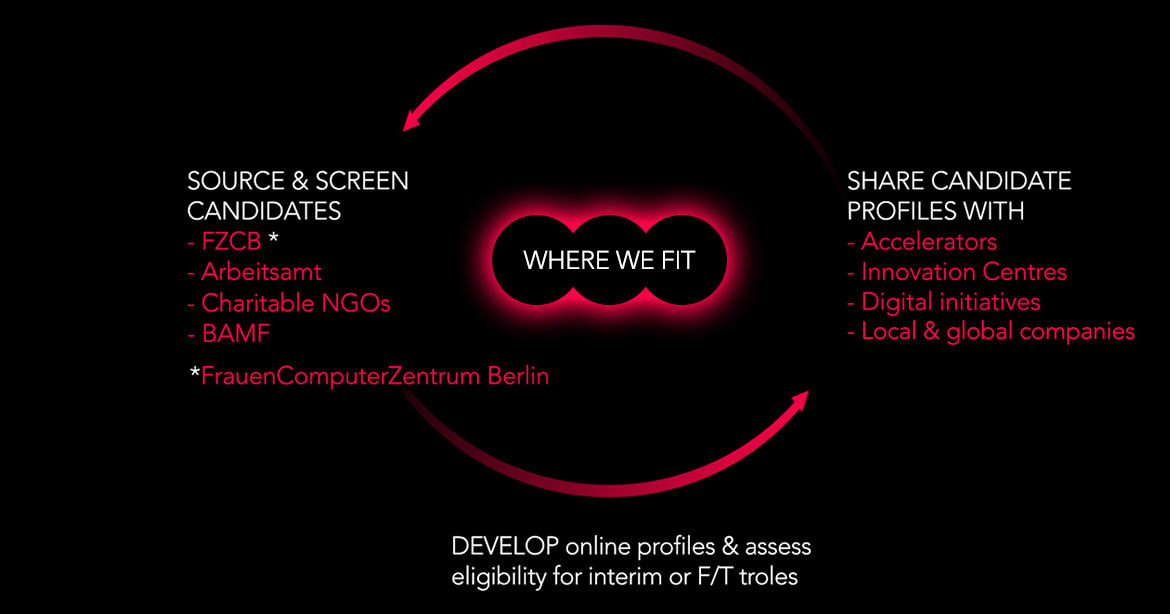 SOURCE & SCREEN
CANDIDATES
- FZCB *
- Arbeitsamt
- Charitable NGOs
- BAMF
*FrauenComputerZentrum Berlin
WHERE WE FIT
SHARE CANDIDATE
PROFILES WITH
- Accelerators
- Innovation Centres
- Digital initiatives
- Local & global companies
DEVELOP online profiles & assess
eligibility for interim or F/T troles